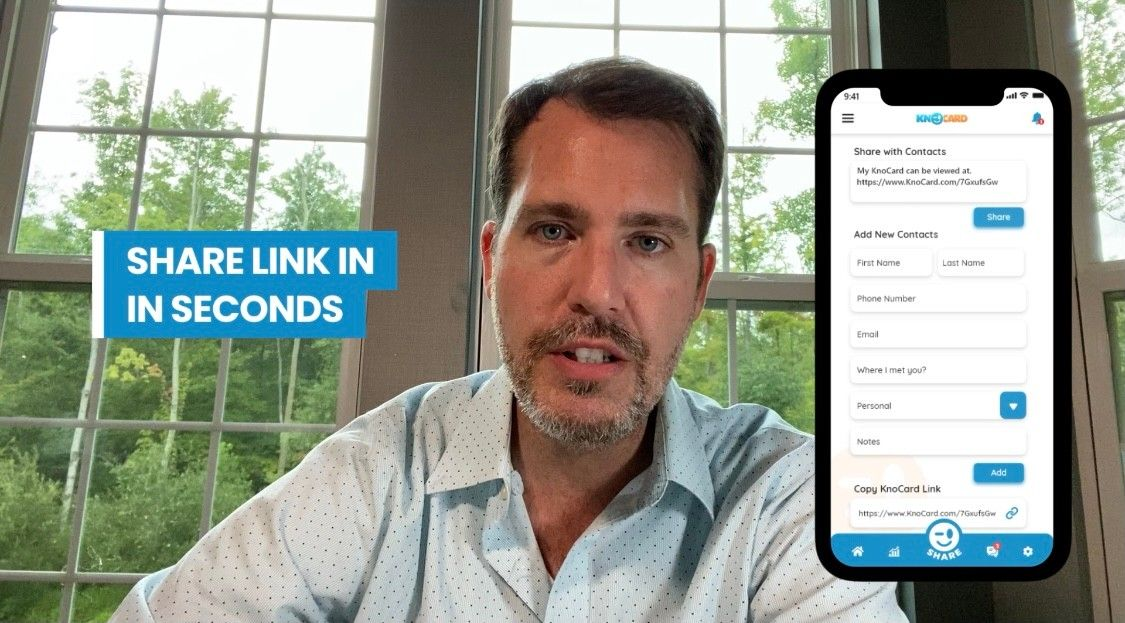 SHARE LINK IN
IN SECONDS
9:41
KNOCARD
Share with Contacts
My KnoCard can be viewed at.
https://www.KnoCard.com/7GxufsGw
Share
Add New Contacts
First Name
Last Name
Phone Number
Email
Where I met you?
Personal
Notes
Add
Copy KnoCard Link
https://www.KnoCard.com/7GxufsGw
SHARE